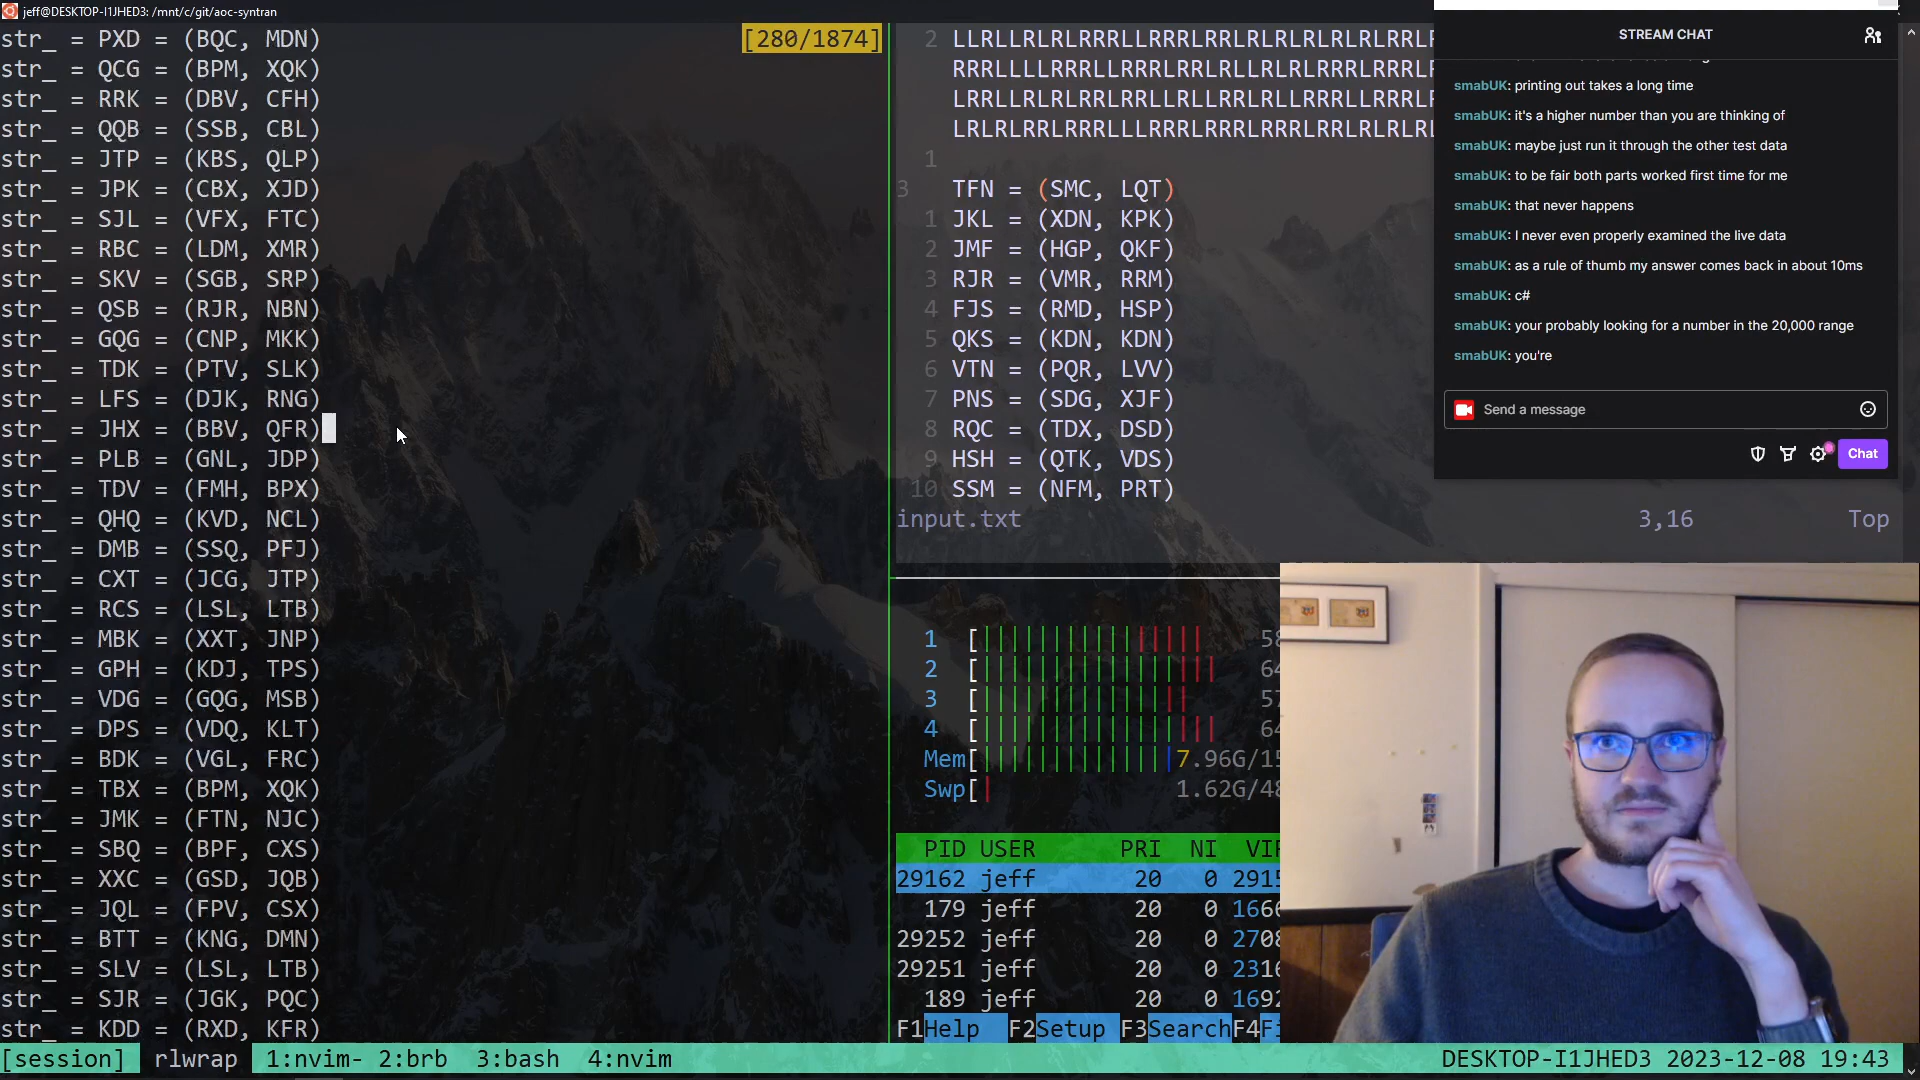 jeff@DESKTOP-I1JHED3: /mnt/c/git/aoc-syntran
str_ = PXD = (BQC, MDN)
[280/1874]
str_ = QCG = (BPM, XQK)
str_ = RRK = (DBV, CFH)
str_ = QQB = (SSB, CBL)
str_ = JTP = (KBS, QLP)
str_ = JPK = (CBX, XJD)
str_ = SJL = (VFX, FTC)
str_ = RBC = (LDM, XMR)
str_ = SKV = (SGB, SRP)
str_ = QSB = (RJR, NBN)
str_ = GQG = (CNP, MKK)
str_ = TDK = (PTV, SLK)
str_ = LFS = (DJK, RNG)
str_ = JHX = (BBV, QFR)
str_ = PLB = (GNL, JDP)
str_ = TDV = (FMH, BPX)
str_ = QHQ = (KVD, NCL)
str_ = DMB = (SSQ, PFJ)
str_ = CXT = (JCG, JTP)
str_ = RCS = (LSL, LTB)
str_ = MBK = (XXT, JNP)
str_ = GPH = (KDJ, TPS)
str_ = VDG = (GQG, MSB)
str_ = DPS = (VDQ, KLT)
str_ = BDK = (VGL, FRC)
str_ = TBX = (BPM, XQK)
str_ = JMK = (FTN, NJC)
str_ = SBQ = (BPF, CXS)
str_ = XXC = (GSD, JQB)
str_ = JQL = (FPV, CSX)
str_ = BTT = (KNG, DMN)
str_ = SLV = (LSL, LTB)
str_ = SJR = (JGK, PQC)
str_ = KDD = (RXD, KFR)
2 LLRLLRLRLRRRLLRRRLRRLRLRLRLRLRLRRL
RRRLLLLRLRRLRRLRRRLRRRLRLRRLRRLRRR
LRRLLRRLRRLRRLLRLLRRLRRRLRRLLRRRLR
LRLRLRRLRRRLLLRRRLRRRLRRRLRRLRLRLR
1
3 TFN = (SMC, LQT)
1 JKL = (XDN, KPK)
2 JMF = (HGP, QKF)
3 RJR = (VMR, RRM)
4 FJS = (RMD, HSP)
5 QKS = (KDN, KDN)
6 VTN = (PQR, LVV)
7 PNS = (SDG, XJF)
8 RQC = (TDX, DSD)
9 HSH = (QTK, VDS)
10 SSM = (NFM, PRT)
input.txt 3,16 Top
1 [ 58
2 [ 64
3 [ 57
4 [ 64
Mem[ 7.96G/15
Swp[ 1.62G/48
PID USER PRI NI VIR
29162 jeff 20 0 2915
179 jeff 20 0 1666
29252 jeff 20 0 2708
29251 jeff 20 0 2316
189 jeff 20 0 1692
F1Help F2Setup F3Search F4Fi
STREAM CHAT
smabUK: printing out takes a long time
smabUK: it's a higher number than you are thinking of
smabUK: maybe just run it through the other test data
smabUK: to be fair both parts worked first time for me
smabUK: that never happens
smabUK: I never even properly examined the live data
smabUK: as a rule of thumb my answer comes back in about 10ms
smabUK: c#
smabUK: your probably looking for a number in the 20,000 range
smabUK: you're
Send a message
Chat
[session] rlwrap 1:nvim- 2:brb 3:bash 4:nvim
DESKTOP-I1JHED3 2023-12-08 19:43